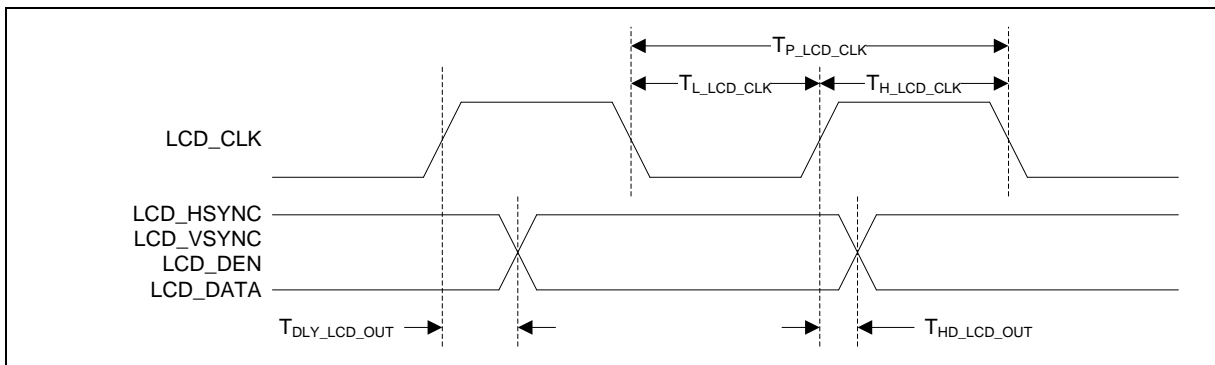 T_P_LCD_CLK
T_L_LCD_CLK
T_H_LCD_CLK
LCD_CLK
LCD_HSYNC
LCD_VSYNC
LCD_DEN
LCD_DATA
T_DLY_LCD_OUT
T_HD_LCD_OUT